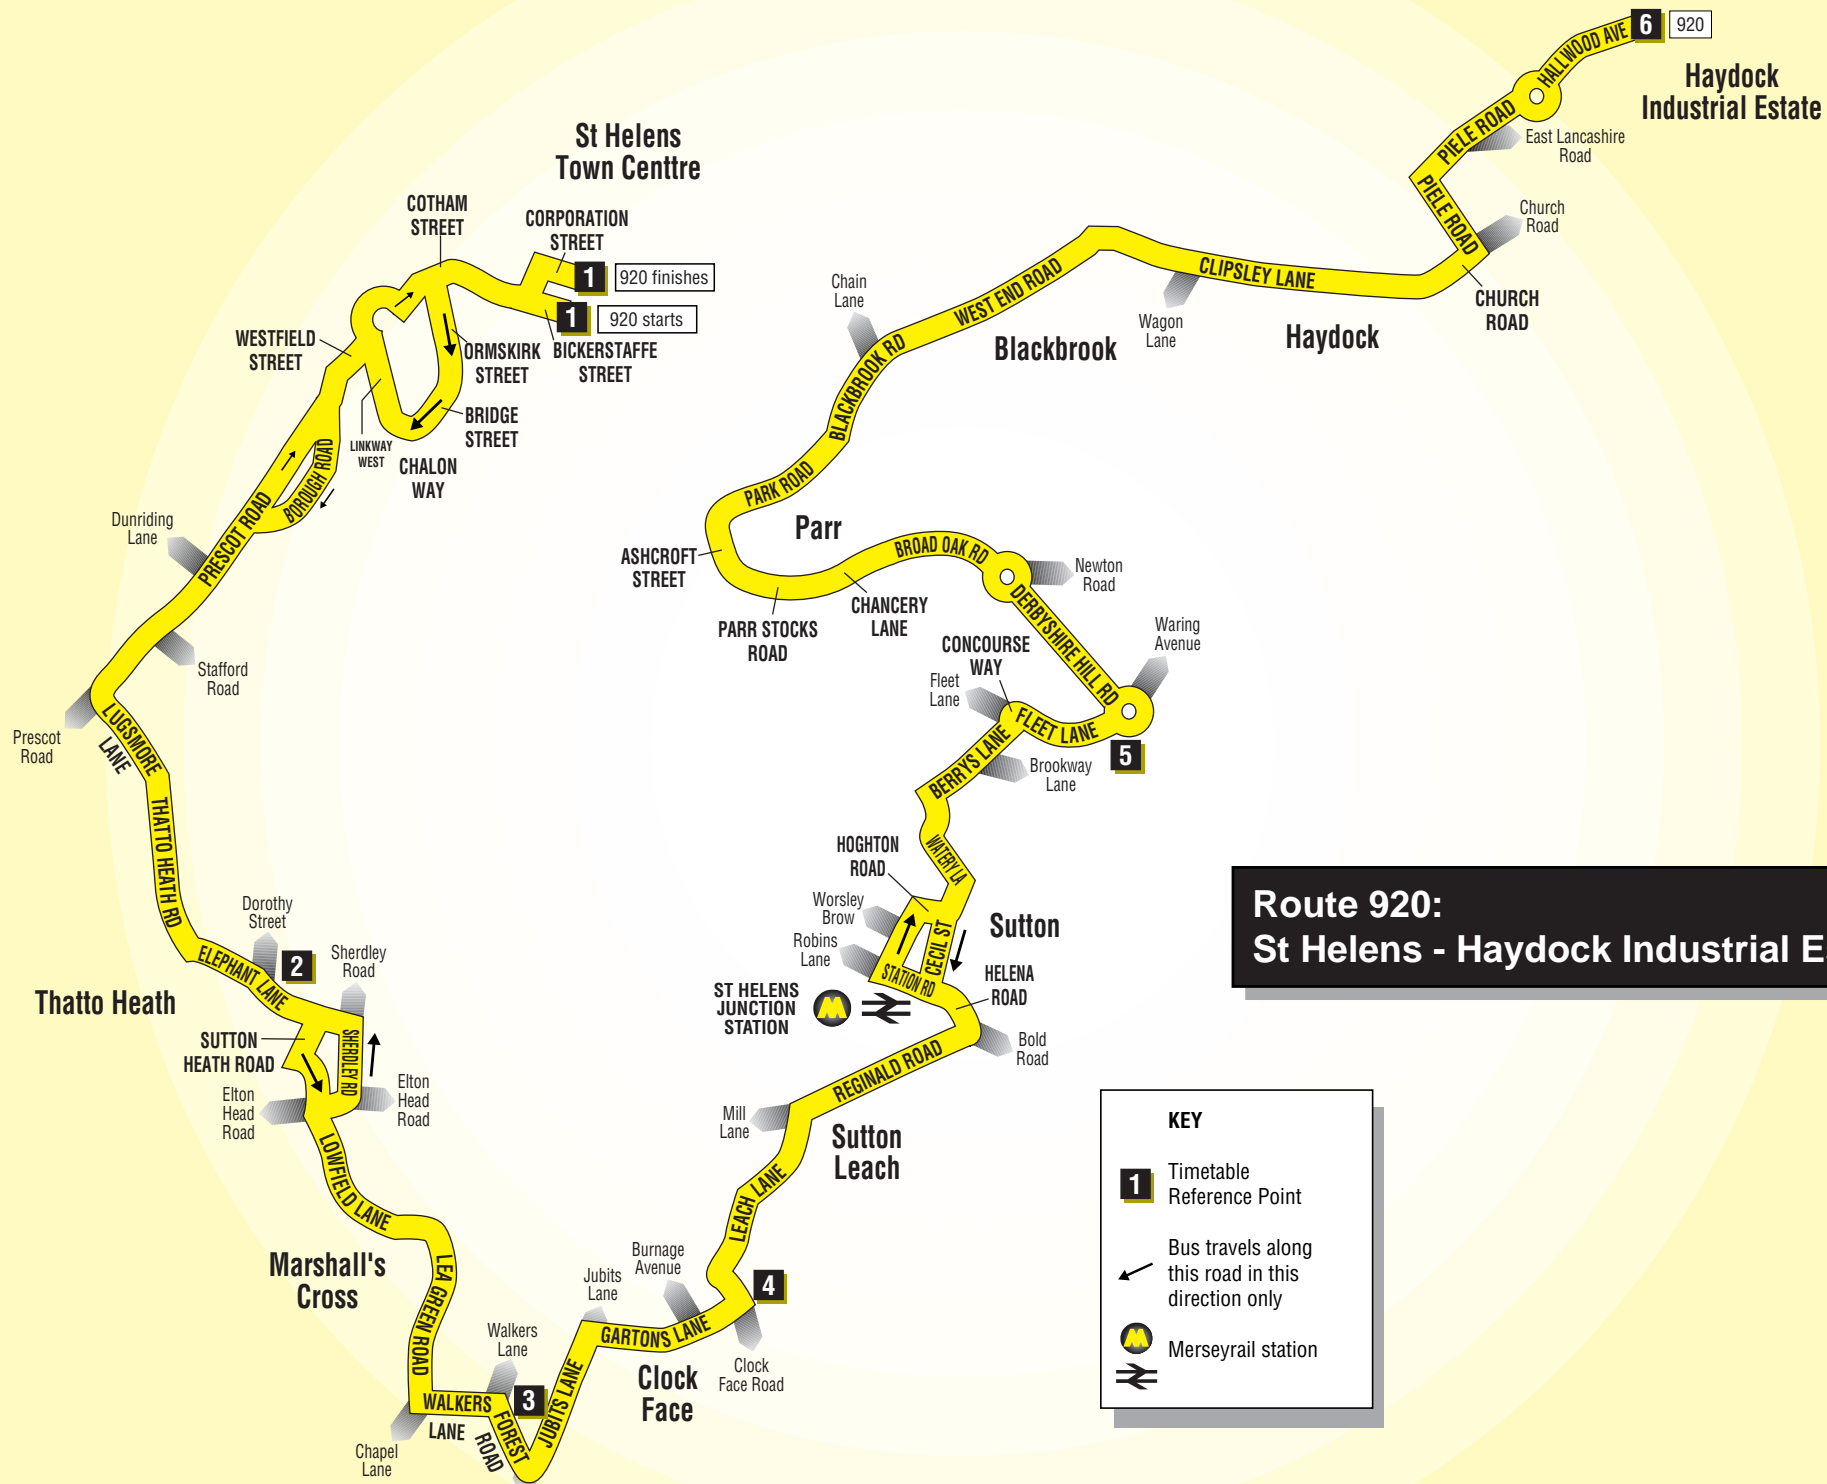 6
920
HALLWOOD AVE
Haydock
Industrial Estate
PIELE ROAD
East Lancashire
Road
PIELE ROAD
Church
Road
CHURCH
ROAD
CLIPSLEY LANE
Haydock
Wagon
Lane
WEST END ROAD
Blackbrook
Chain
Lane
BLACKBROOK RD
PARK ROAD
Parr
ASHCROFT
STREET
PARR STOCKS
ROAD
CHANCERY
LANE
BROAD OAK RD
Newton
Road
DERBYSHIRE HILL RD
Waring
Avenue
CONCOURSE
WAY
Fleet
Lane
FLEET LANE
5
BERRYS LANE
Brookway
Lane
WATERY LA
HOGHTON
ROAD
Worsley
Brow
Robins
Lane
CECIL ST
STATION RD
Sutton
HELENA
ROAD
ST HELENS
JUNCTION
STATION
M
Bold
Road
REGINALD ROAD
Mill
Lane
Sutton
Leach
LEACH LANE
4
Burnage
Avenue
Jubits
Lane
GARTONS LANE
Clock
Face Road
Clock
Face
JUBITS LANE
Walkers
Lane
3
FOREST
ROAD
WALKERS
LANE
Chapel
Lane
LEA GREEN ROAD
Marshall's
Cross
LOWFIELD LANE
Elton
Head
Road
Elton
Head
Road
SHERDLEY RD
SUTTON
HEATH ROAD
Sherdley
Road
2
Dorothy
Street
ELEPHANT LANE
Thatto Heath
THATTO HEATH RD
LUGSMORE
LANE
Prescot
Road
Stafford
Road
Dunriding
Lane
PRESCOT ROAD
BOROUGH ROAD
WESTFIELD
STREET
LINKWAY
WEST
CHALON
WAY
BRIDGE
STREET
ORMSKIRK
STREET
BICKERSTAFFE
STREET
COTHAM
STREET
CORPORATION
STREET
St Helens
Town Centtre
1
920 finishes
1
920 starts
Route 920:
St Helens - Haydock Industrial E
KEY
1
Timetable
Reference Point
Bus travels along
this road in this
direction only
M
Merseyrail station